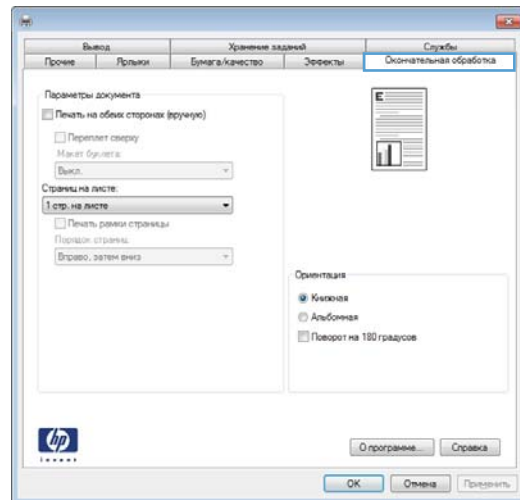 Вывод
Хранение заданий
Службы
Прочие
Ярлыки
Бумага/качество
Эффекты
Окончательная обработка
Параметры документа
Печать на обеих сторонах (вручную)
Переплет сверху
Макет буклета:
Выкл.
Страниц на листе:
1 стр. на листе
Печать рамки страницы
Порядок страниц:
Вправо, затем вниз
E
Ориентация
Книжная
Альбомная
Поворот на 180 градусов
hp
invent
О программе...
Справка
OK
Отмена
Применить